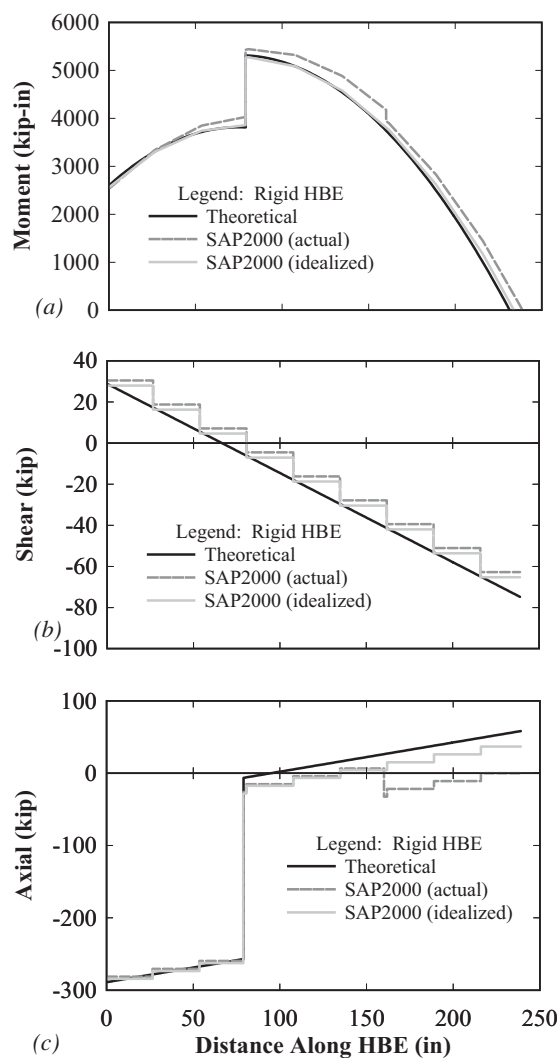 6000
5000
4000
3000
2000
1000
0
Moment (kip-in)
Legend: Rigid HBE
Theoretical
SAP2000 (actual)
SAP2000 (idealized)
(a)
40
20
0
-20
-40
-60
-80
-100
Shear (kip)
Legend: Rigid HBE
Theoretical
SAP2000 (actual)
SAP2000 (idealized)
(b)
100
0
-100
-200
-300
Axial (kip)
Legend: Rigid HBE
Theoretical
SAP2000 (actual)
SAP2000 (idealized)
0 50 100 150 200 250
(c)
Distance Along HBE (in)